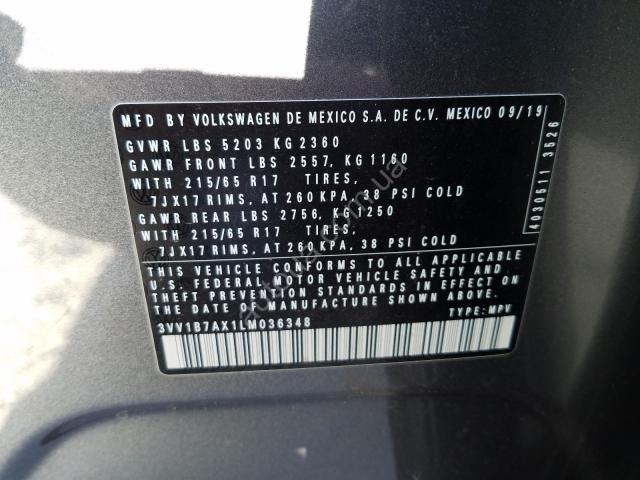 MFD BY VOLKSWAGEN DE MEXICO S.A. DE C.V. MEXICO 09/19
GVWR LBS 5203 KG 2360
GAWR FRONT LBS 2557, KG 1160
WITH 215/65 R17 TIRES,
7JX17 RIMS, AT 260 KPA, 38 PSI COLD
GAWR REAR LBS 2756, KG 1250
WITH 215/65 R17 TIRES,
7JX17 RIMS, AT 260 KPA, 38 PSI COLD
THIS VEHICLE CONFORMS TO ALL APPLICABLE
U.S. FEDERAL MOTOR VEHICLE SAFETY AND
THEFT PREVENTION STANDARDS IN EFFECT ON
THE DATE OF MANUFACTURE SHOWN ABOVE.
3VV1B7AX1LM036348 TYPE: MPV
4030511 3526